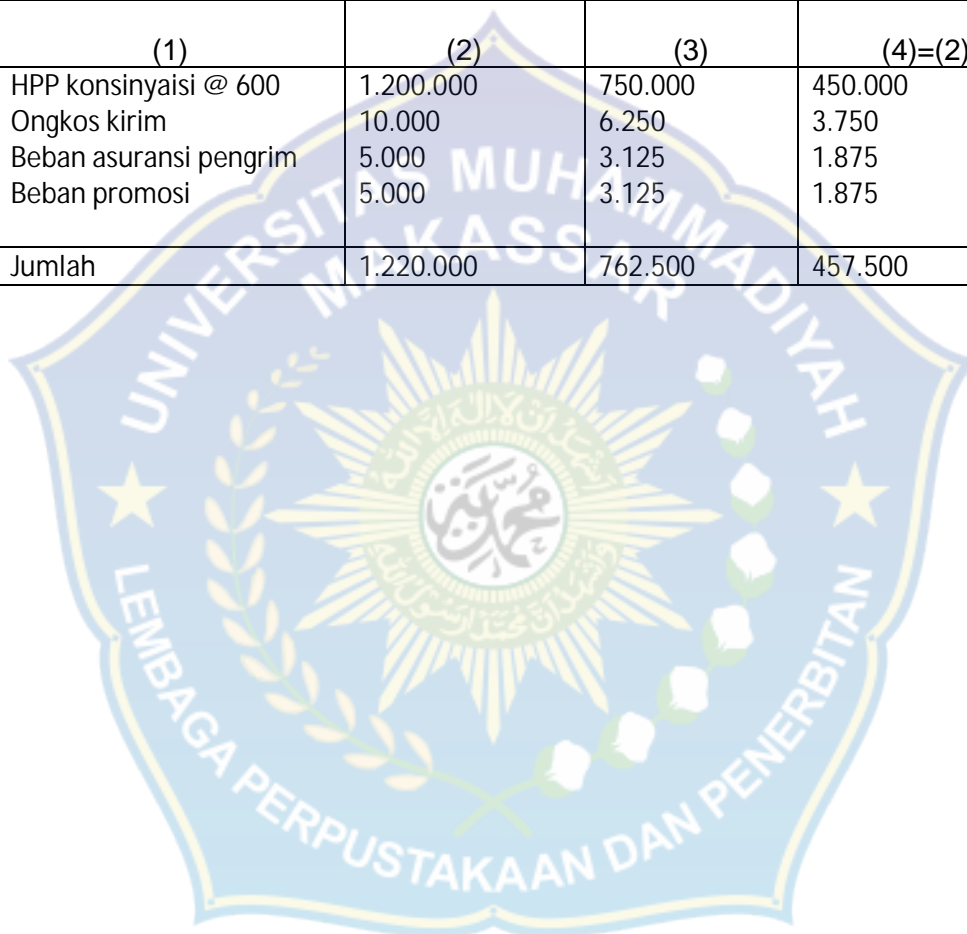 (1) (2) (3) (4)=(2)
HPP konsinyaisi @ 600 1.200.000 750.000 450.000
Ongkos kirim 10.000 6.250 3.750
Beban asuransi pengrim 5.000 3.125 1.875
Beban promosi 5.000 3.125 1.875
Jumlah 1.220.000 762.500 457.500
UNIVERSITAS MUHAMMADIYAH
MAKASSAR
LEMBAGA PERPUSTAKAAN DAN PENERBITAN